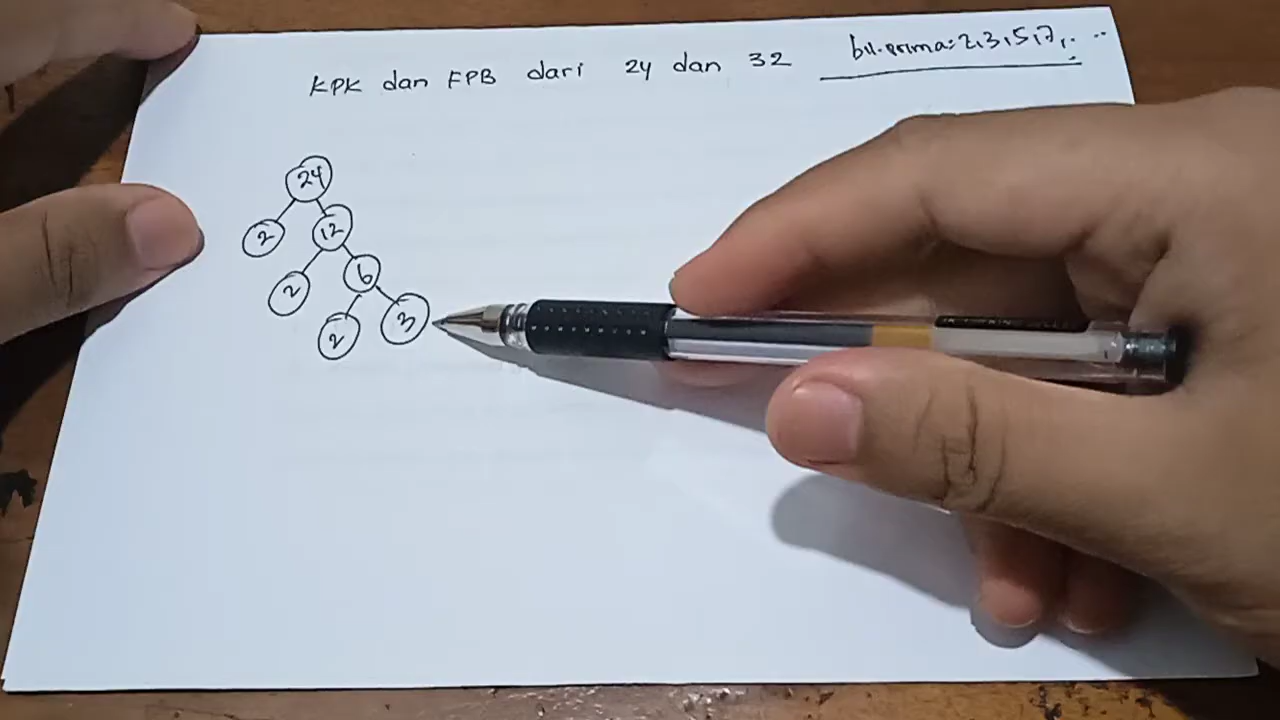 KPK dan FPB dari 24 dan 32
bil.prima=2,3,5,7,....
24
2 12
2 6
2 3